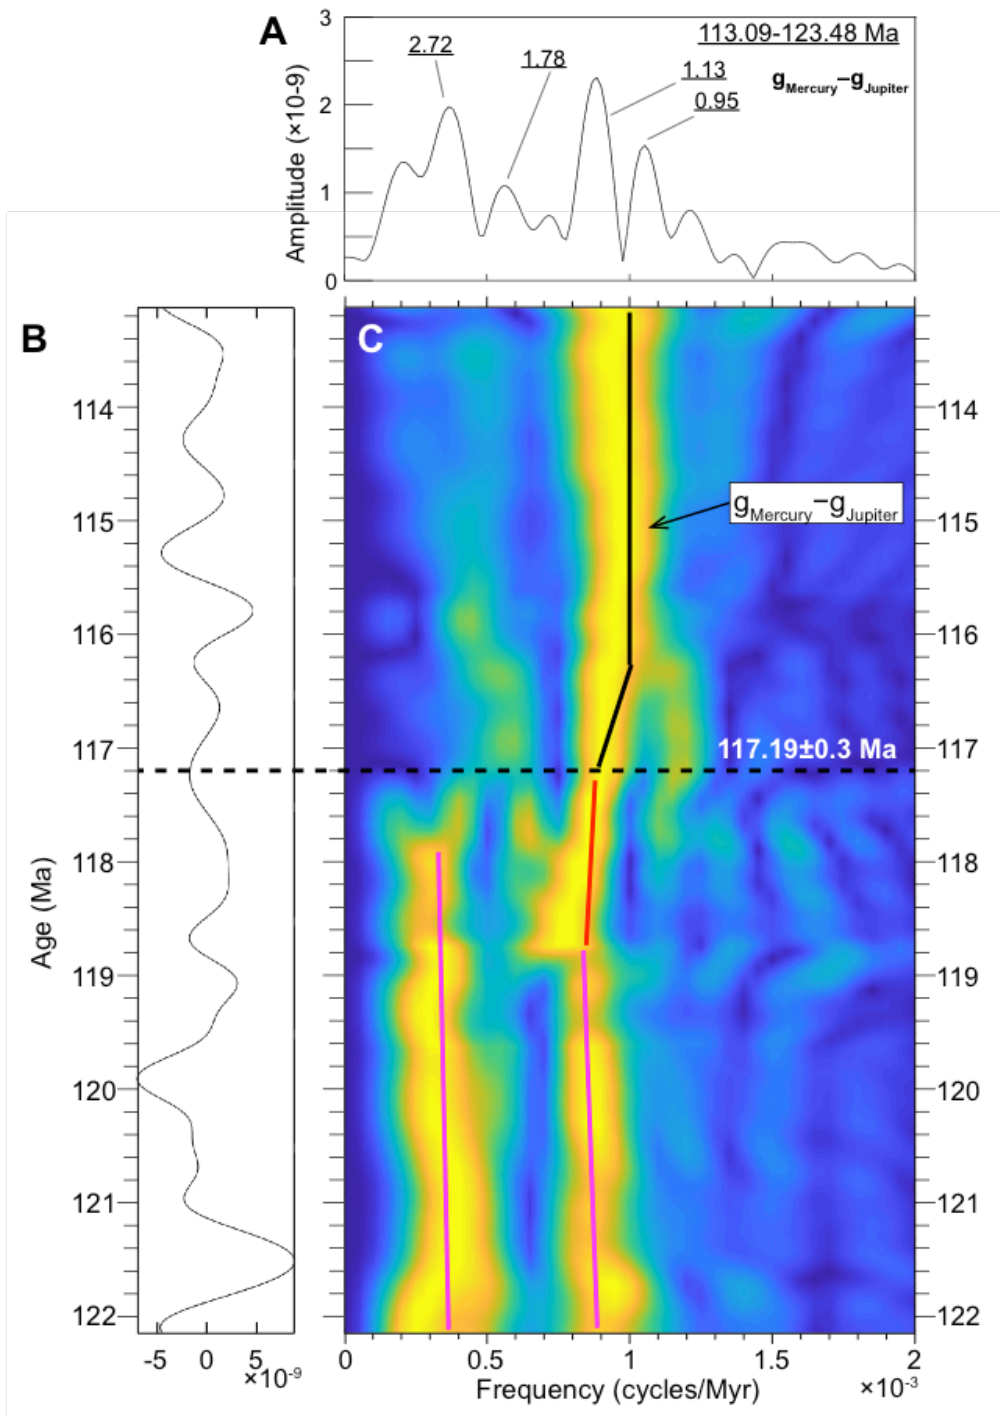 A
3
2
1
0
Amplitude (×10-9)
2.72
1.78
1.13
0.95
113.09-123.48 Ma
gMercury–gJupiter
B
C
114
115
116
117
118
119
120
121
122
Age (Ma)
-5 0 5
×10-9
gMercury–gJupiter
117.19±0.3 Ma
114
115
116
117
118
119
120
121
122
0 0.5 1 1.5 2
Frequency (cycles/Myr)
×10-3